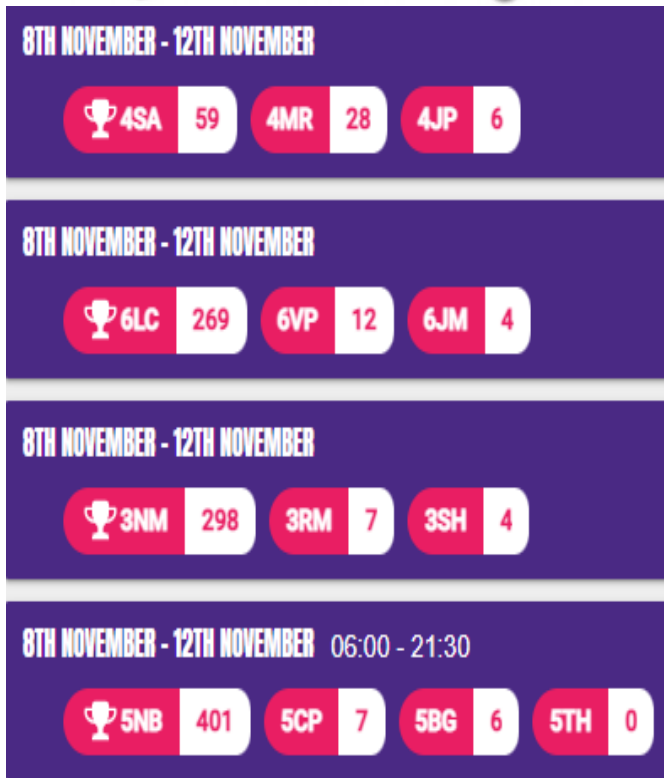 8TH NOVEMBER - 12TH NOVEMBER
4SA 59 4MR 28 4JP 6
8TH NOVEMBER - 12TH NOVEMBER
6LC 269 6VP 12 6JM 4
8TH NOVEMBER - 12TH NOVEMBER
3NM 298 3RM 7 3SH 4
8TH NOVEMBER - 12TH NOVEMBER 06:00 - 21:30
5NB 401 5CP 7 5BG 6 5TH 0